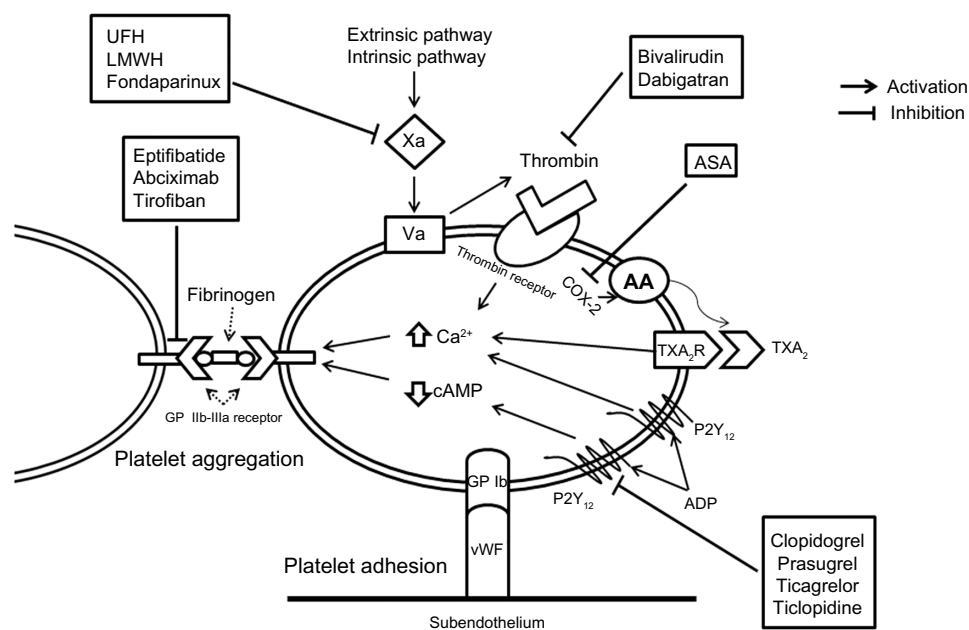 UFH
LMWH
Fondaparinux
Extrinsic pathway
Intrinsic pathway
Bivalirudin
Dabigatran
Activation
Inhibition
Xa
Thrombin
ASA
Eptifibatide
Abciximab
Tirofiban
Va
Thrombin receptor
COX-2
AA
Fibrinogen
Ca²⁺
TXA₂R
TXA₂
cAMP
GP IIb-IIIa receptor
P2Y₁₂
Platelet aggregation
GP Ib
P2Y₁₂
ADP
vWF
Platelet adhesion
Clopidogrel
Prasugrel
Ticagrelor
Ticlopidine
Subendothelium